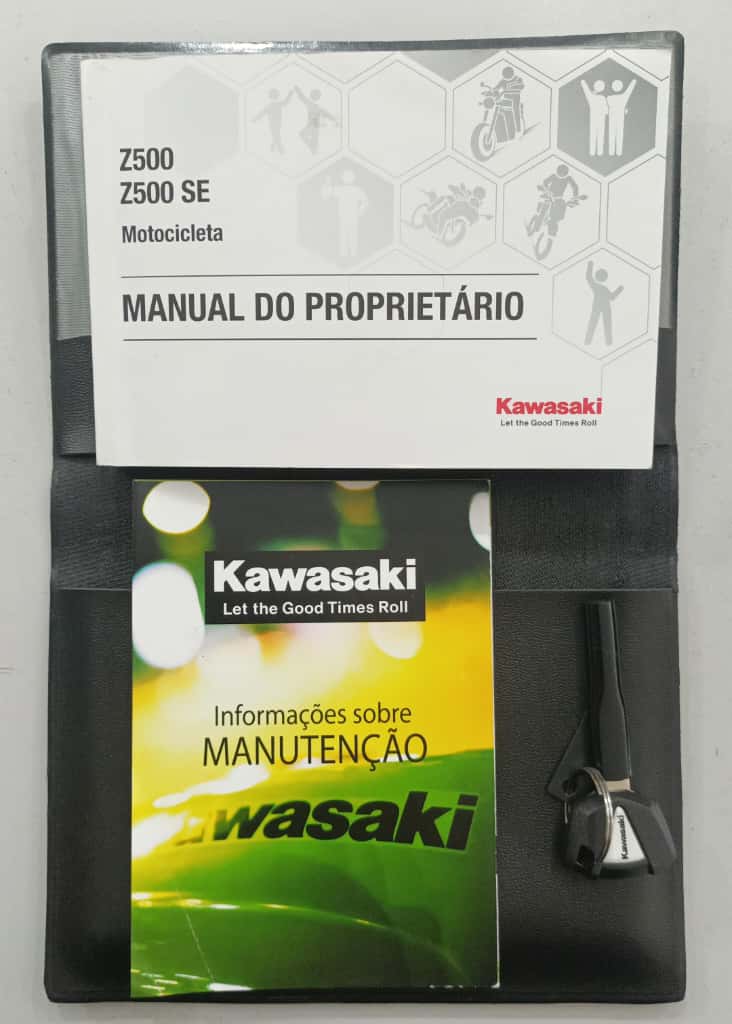 Z500
Z500 SE
Motocicleta
MANUAL DO PROPRIETÁRIO
Kawasaki
Let the Good Times Roll
Kawasaki
Let the Good Times Roll
Informações sobre
MANUTENÇÃO
wasaki
Kawasaki